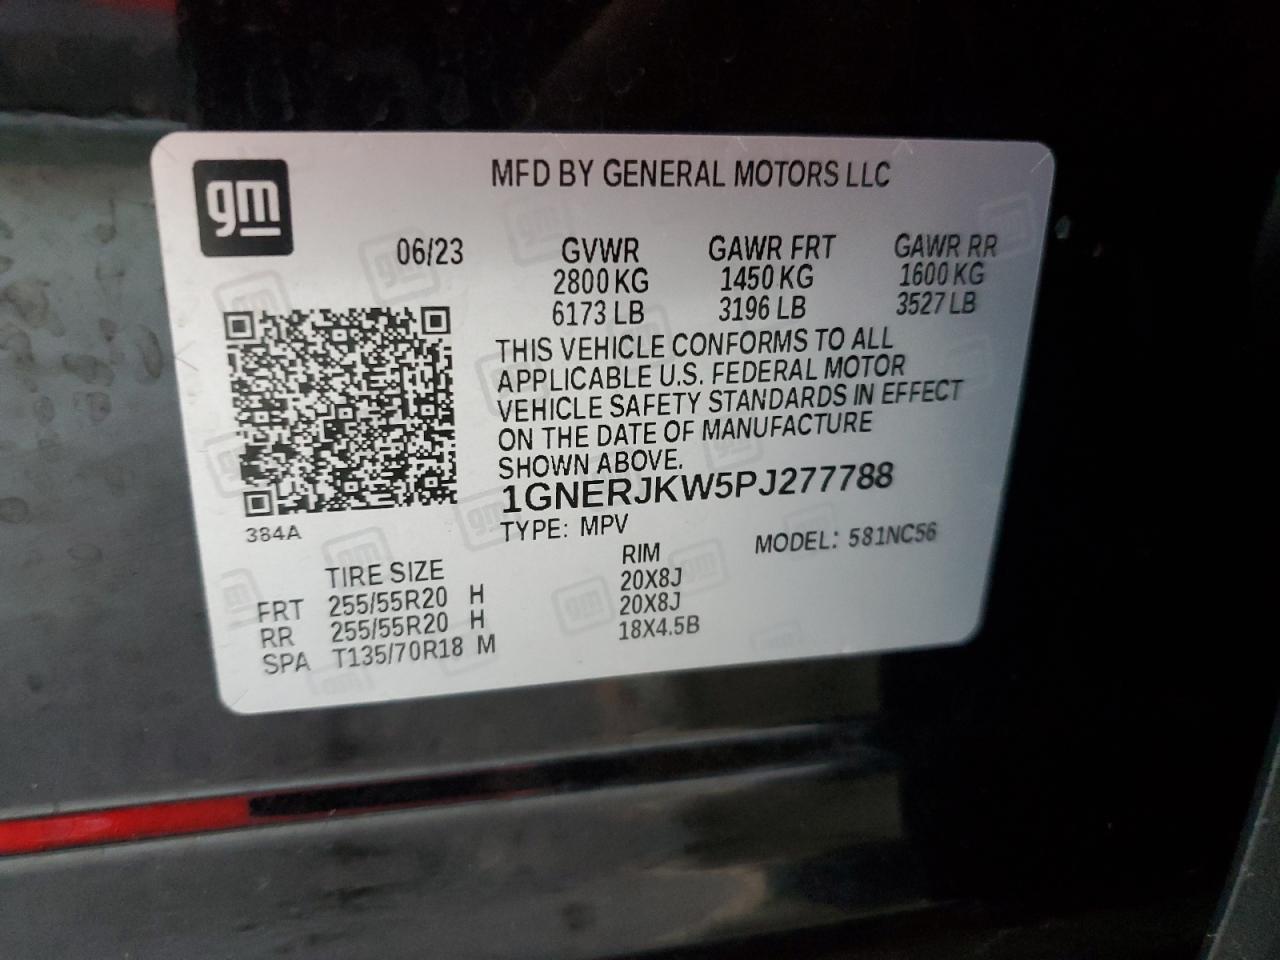 gm
MFD BY GENERAL MOTORS LLC
06/23
GVWR GAWR FRT GAWR RR
2800 KG 1450 KG 1600 KG
6173 LB 3196 LB 3527 LB
THIS VEHICLE CONFORMS TO ALL
APPLICABLE U.S. FEDERAL MOTOR
VEHICLE SAFETY STANDARDS IN EFFECT
ON THE DATE OF MANUFACTURE
SHOWN ABOVE.
1GNERJKW5PJ277788
384A
TYPE: MPV MODEL: 581NC56
TIRE SIZE RIM
FRT 255/55R20 H 20X8J
RR 255/55R20 H 20X8J
SPA T135/70R18 M 18X4.5B